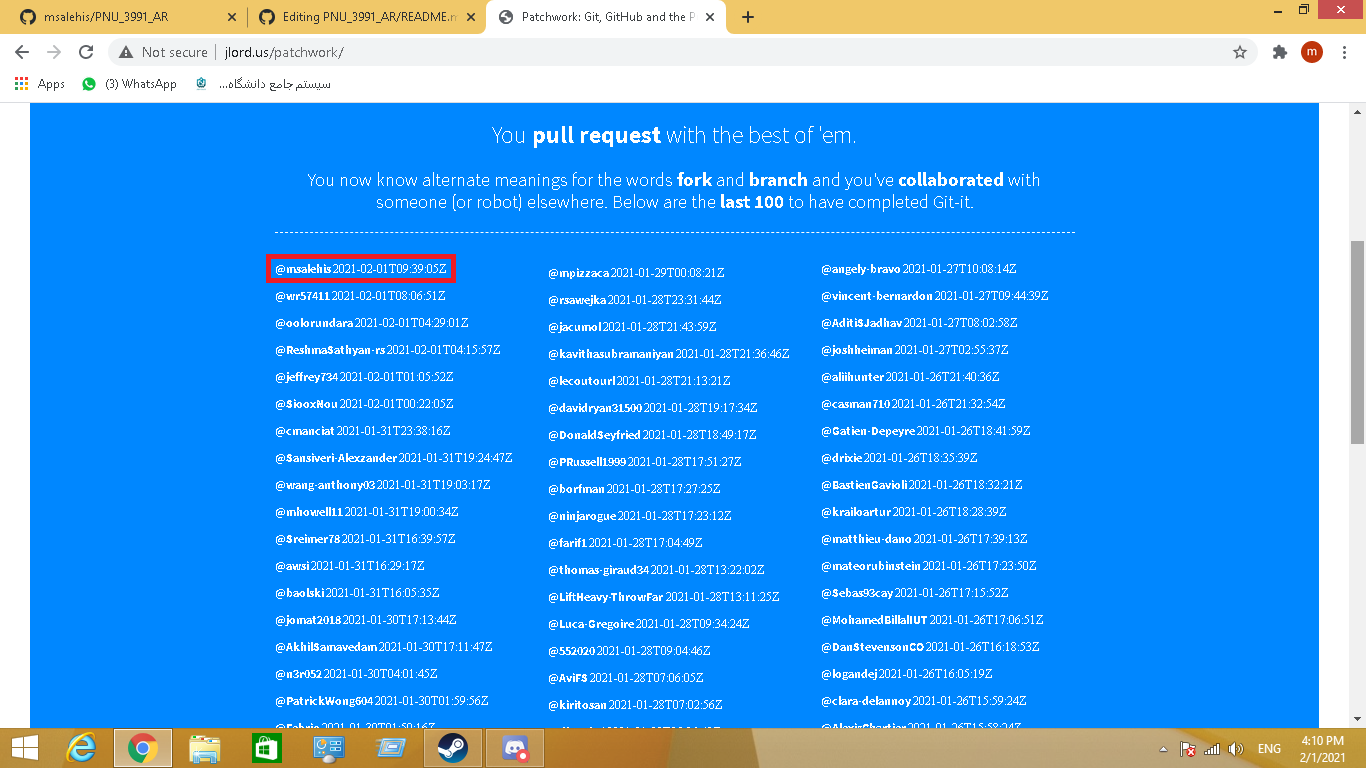 msalehis/PNU_3991_AR
Editing PNU_3991_AR/README.m
Patchwork: Git, GitHub and the P
Not secure
jlord.us/patchwork/
m
Apps
(3) WhatsApp
سیستم جامع دانشگاه...
You pull request with the best of 'em.
You now know alternate meanings for the words fork and branch and you've collaborated with
someone (or robot) elsewhere. Below are the last 100 to have completed Git-it.
@msalehis 2021-02-01T09:39:05Z
@wr57411 2021-02-01T08:06:51Z
@oolorundara 2021-02-01T04:29:01Z
@ReshmaSathyan-rs 2021-02-01T04:15:57Z
@jeffrey734 2021-02-01T01:05:52Z
@SiooxNou 2021-02-01T00:22:05Z
@cmanciat 2021-01-31T23:38:16Z
@Sansiveri-Alexzander 2021-01-31T19:24:47Z
@wang-anthony03 2021-01-31T19:03:17Z
@mhowell11 2021-01-31T19:00:34Z
@Sreimer78 2021-01-31T16:39:57Z
@awsi 2021-01-31T16:29:17Z
@baolski 2021-01-31T16:05:35Z
@jomat2018 2021-01-30T17:13:44Z
@AkhilSamavedam 2021-01-30T17:11:47Z
@n3r052 2021-01-30T04:01:45Z
@PatrickWong604 2021-01-30T01:59:56Z
@mpizzaca 2021-01-29T00:08:21Z
@rsawejka 2021-01-28T23:31:44Z
@jacumol 2021-01-28T21:43:59Z
@kavithasubramaniyan 2021-01-28T21:36:46Z
@lecoutourl 2021-01-28T21:13:21Z
@davidryan31500 2021-01-28T19:17:34Z
@DonaldSeyfried 2021-01-28T18:49:17Z
@PRussell1999 2021-01-28T17:51:27Z
@borfman 2021-01-28T17:27:25Z
@ninjarogue 2021-01-28T17:23:12Z
@farif1 2021-01-28T17:04:49Z
@thomas-giraud34 2021-01-28T13:22:02Z
@LiftHeavy-ThrowFar 2021-01-28T13:11:25Z
@Luca-Gregoire 2021-01-28T09:34:24Z
@552020 2021-01-28T09:04:46Z
@AviFS 2021-01-28T07:06:05Z
@kiritosan 2021-01-28T07:02:56Z
@angely-bravo 2021-01-27T10:08:14Z
@vincent-bernardon 2021-01-27T09:44:39Z
@AditiSJadhav 2021-01-27T08:02:58Z
@joshheiman 2021-01-27T02:55:37Z
@aliihunter 2021-01-26T21:40:36Z
@casman710 2021-01-26T21:32:54Z
@Gatien-Depeyre 2021-01-26T18:41:59Z
@drixie 2021-01-26T18:35:39Z
@BastienGavioli 2021-01-26T18:32:21Z
@krailoartur 2021-01-26T18:28:39Z
@matthieu-dano 2021-01-26T17:39:13Z
@mateorubinstein 2021-01-26T17:23:50Z
@Sebas93cay 2021-01-26T17:15:52Z
@MohamedBillalIUT 2021-01-26T17:06:51Z
@DanStevensonCO 2021-01-26T16:18:53Z
@logandej 2021-01-26T16:05:19Z
@clara-delannoy 2021-01-26T15:59:24Z
ENG
4:10 PM
2/1/2021